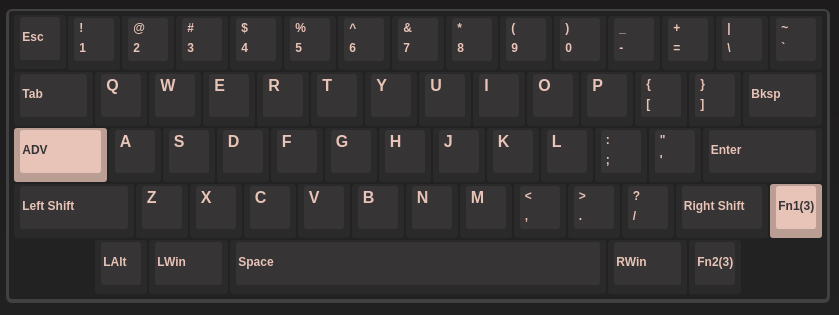 Esc ! @ # $ % ^ & * ( ) _ + | ~
1 2 3 4 5 6 7 8 9 0 - = \ `
Tab Q W E R T Y U I O P { } Bksp
[ ]
ADV A S D F G H J K L : " Enter
; '
Left Shift Z X C V B N M < > ? Right Shift Fn1(3)
, . /
LAlt LWin Space RWin Fn2(3)